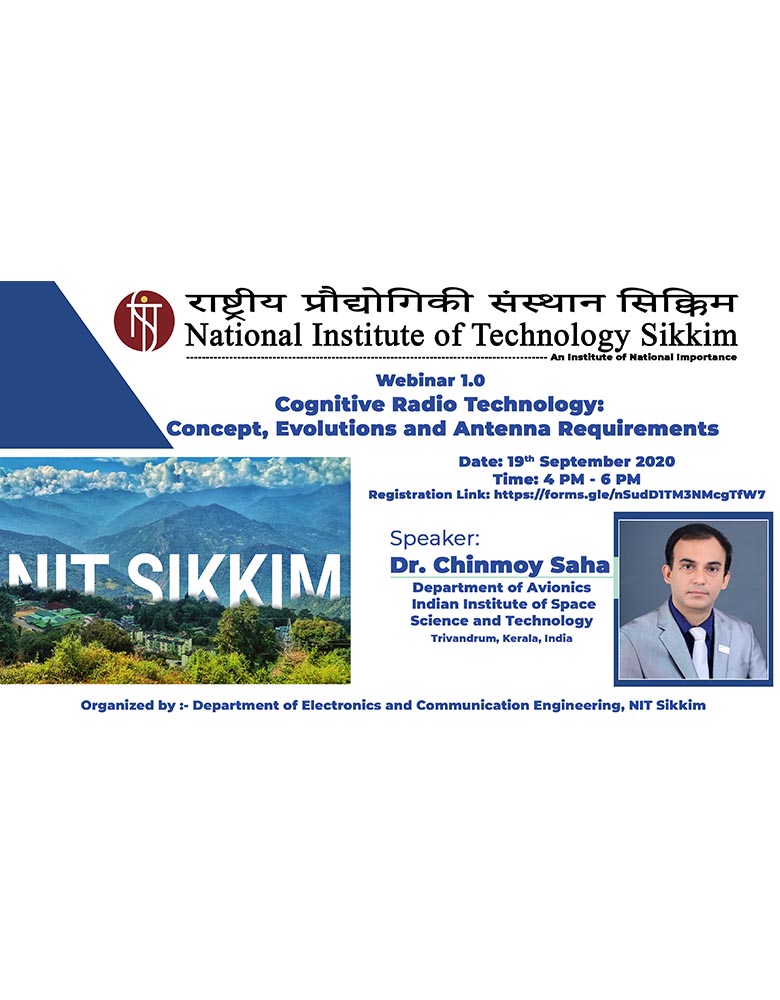 राष्ट्रीय प्रौद्योगिकी संस्थान सिक्किम
National Institute of Technology Sikkim
An Institute of National Importance
Webinar 1.0
Cognitive Radio Technology:
Concept, Evolutions and Antenna Requirements
Date: 19th September 2020
Time: 4 PM - 6 PM
Registration Link: https://forms.gle/nSudD1TM3NMcgTfW7
NIT SIKKIM
Speaker:
Dr. Chinmoy Saha
Department of Avionics
Indian Institute of Space
Science and Technology
Trivandrum, Kerala, India
Organized by :- Department of Electronics and Communication Engineering, NIT Sikkim